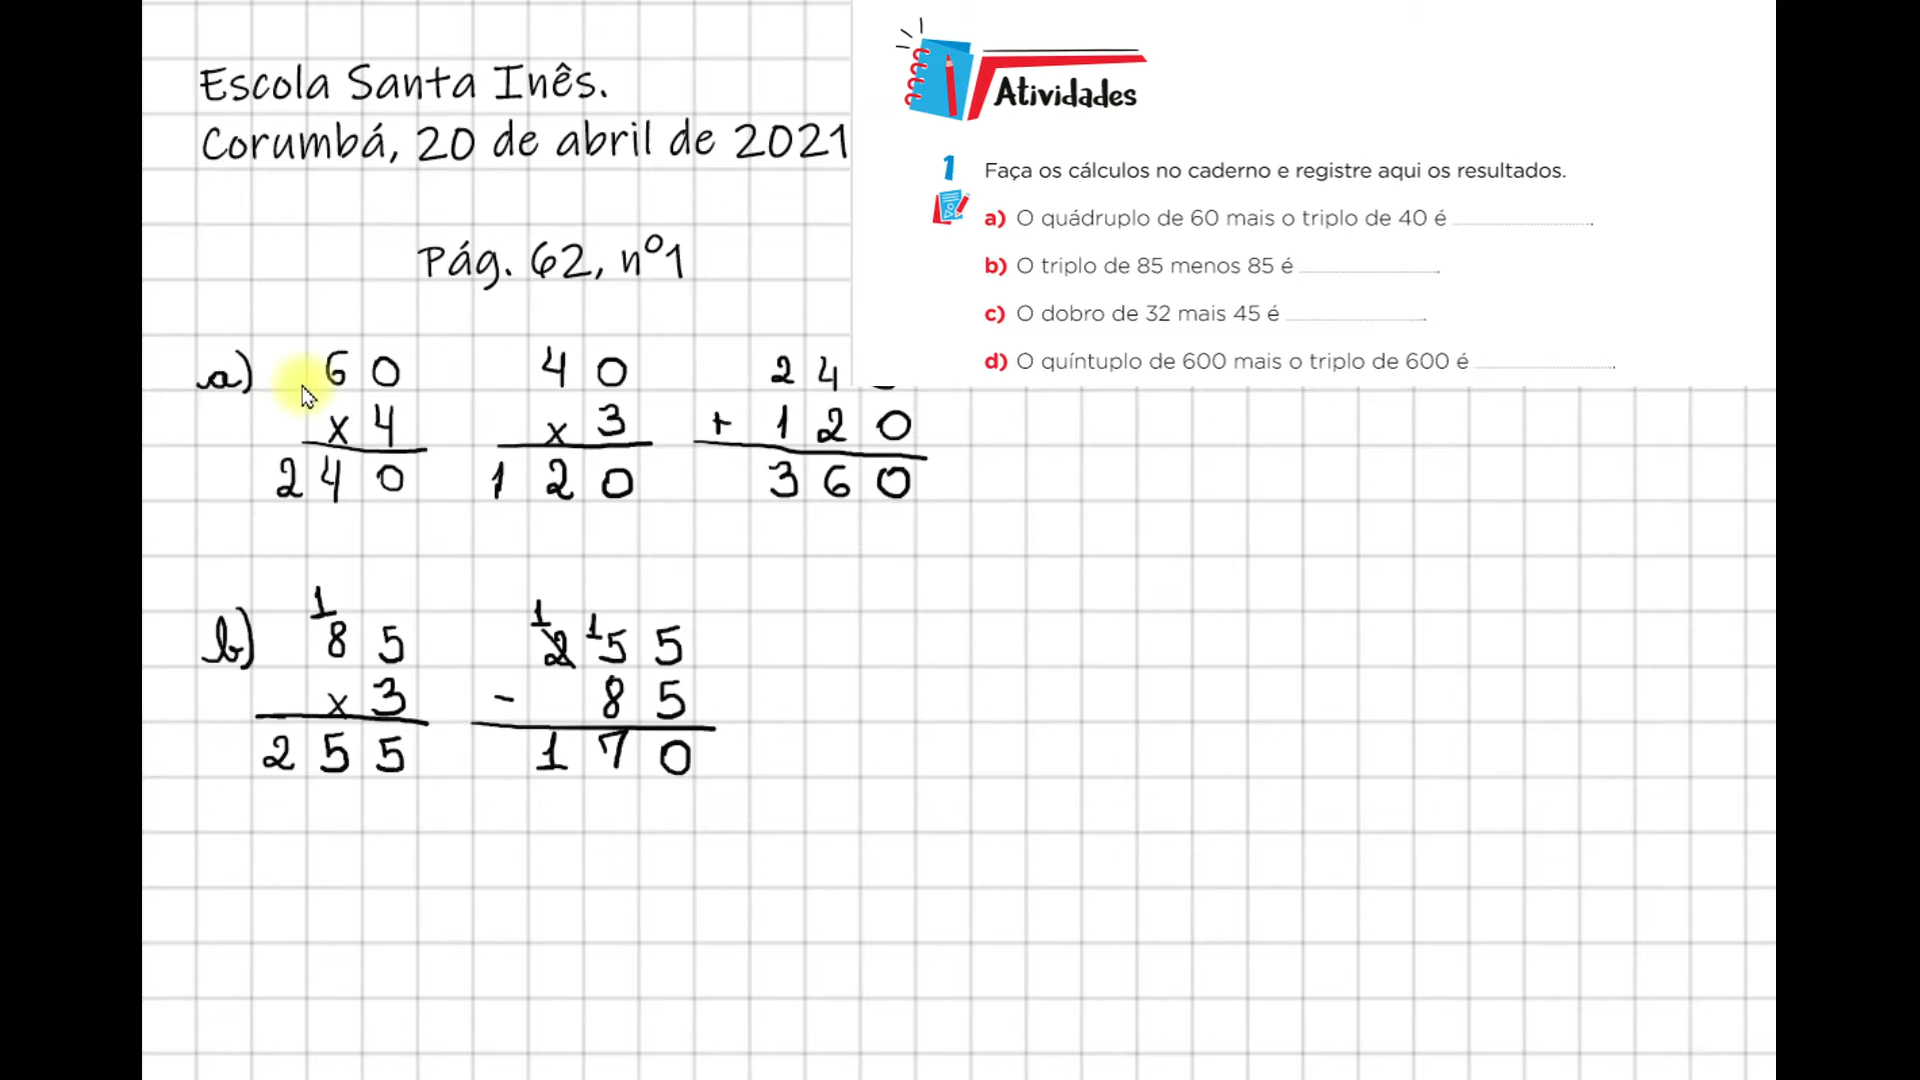 Escola Santa Inês.
Corumbá, 20 de abril de 2021
Pág. 62, nº1
Atividades
1 Faça os cálculos no caderno e registre aqui os resultados.
a) O quádruplo de 60 mais o triplo de 40 é
b) O triplo de 85 menos 85 é
c) O dobro de 32 mais 45 é
d) O quíntuplo de 600 mais o triplo de 600 é
a) 60 40 24
x 4 x 3 + 120
240 120 360
1 1 1
b) 85 255
x 3 - 85
255 170